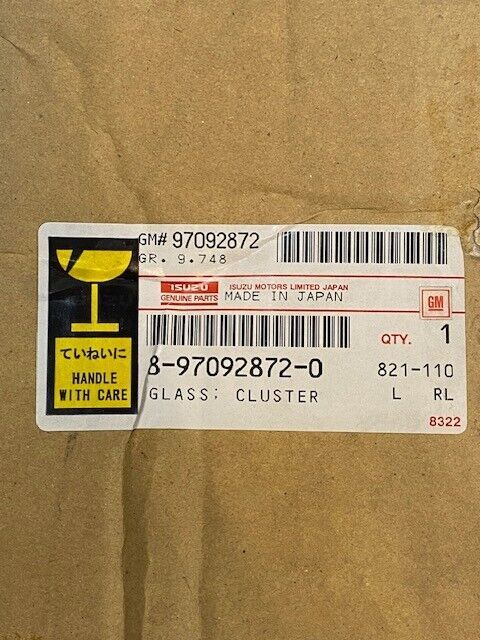 GM# 97092872
GR. 9.748
ISUZU
GENUINE PARTS
ISUZU MOTORS LIMITED JAPAN
MADE IN JAPAN
GM
QTY. 1
8-97092872-0
821-110
GLASS; CLUSTER
L RL
8322
ていねいに
HANDLE
WITH CARE